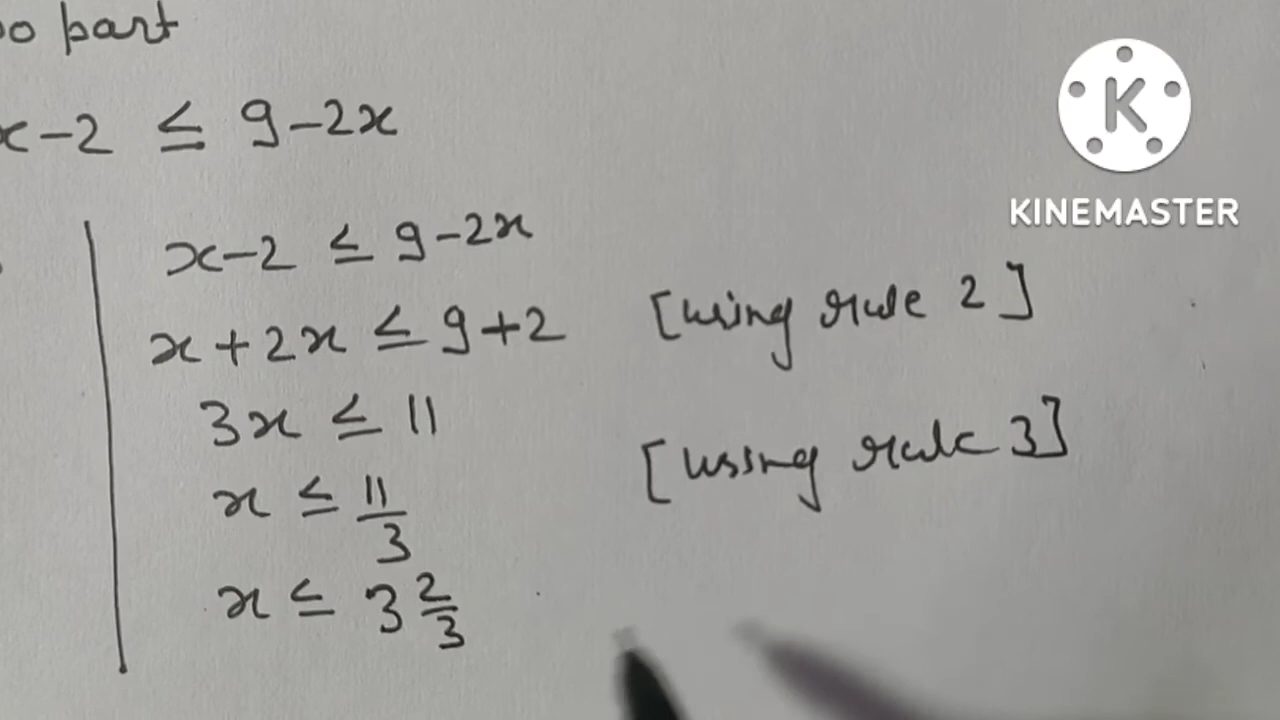 part
x-2 ≤ 9-2x
x-2 ≤ 9-2x
x+2x ≤ 9+2 [using rule 2]
3x ≤ 11
x ≤ 11/3 [using rule 3]
x ≤ 3 2/3
K
KINEMASTER